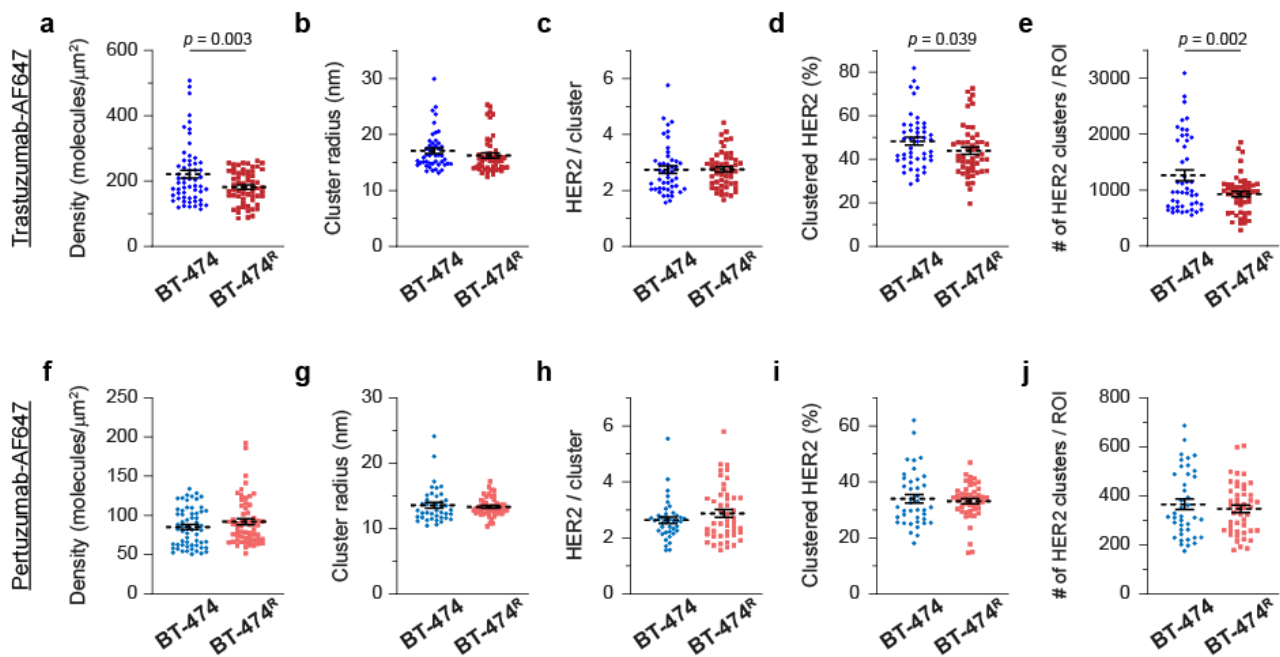 a b c d e
Trastuzumab-AF647
Density (molecules/μm²)
600
400
200
0
p = 0.003
BT-474
BT-474ᴿ
Cluster radius (nm)
30
20
10
0
BT-474
BT-474ᴿ
HER2 / cluster
6
4
2
0
BT-474
BT-474ᴿ
Clustered HER2 (%)
80
60
40
20
0
p = 0.039
BT-474
BT-474ᴿ
# of HER2 clusters / ROI
3000
2000
1000
0
p = 0.002
BT-474
BT-474ᴿ
f g h i j
Pertuzumab-AF647
Density (molecules/μm²)
250
200
150
100
50
0
BT-474
BT-474ᴿ
Cluster radius (nm)
30
20
10
0
BT-474
BT-474ᴿ
HER2 / cluster
6
4
2
0
BT-474
BT-474ᴿ
Clustered HER2 (%)
60
40
20
0
BT-474
BT-474ᴿ
# of HER2 clusters / ROI
800
600
400
200
0
BT-474
BT-474ᴿ